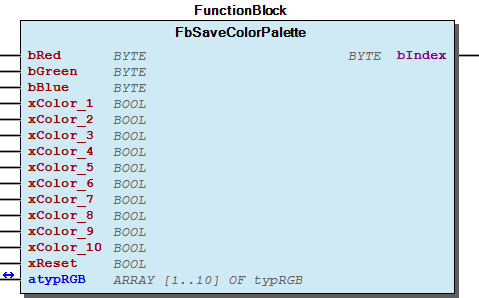 FunctionBlock
FbSaveColorPalette
bRed BYTE BYTE bIndex
bGreen BYTE
bBlue BYTE
xColor_1 BOOL
xColor_2 BOOL
xColor_3 BOOL
xColor_4 BOOL
xColor_5 BOOL
xColor_6 BOOL
xColor_7 BOOL
xColor_8 BOOL
xColor_9 BOOL
xColor_10 BOOL
xReset BOOL
atypRGB ARRAY [1..10] OF typRGB